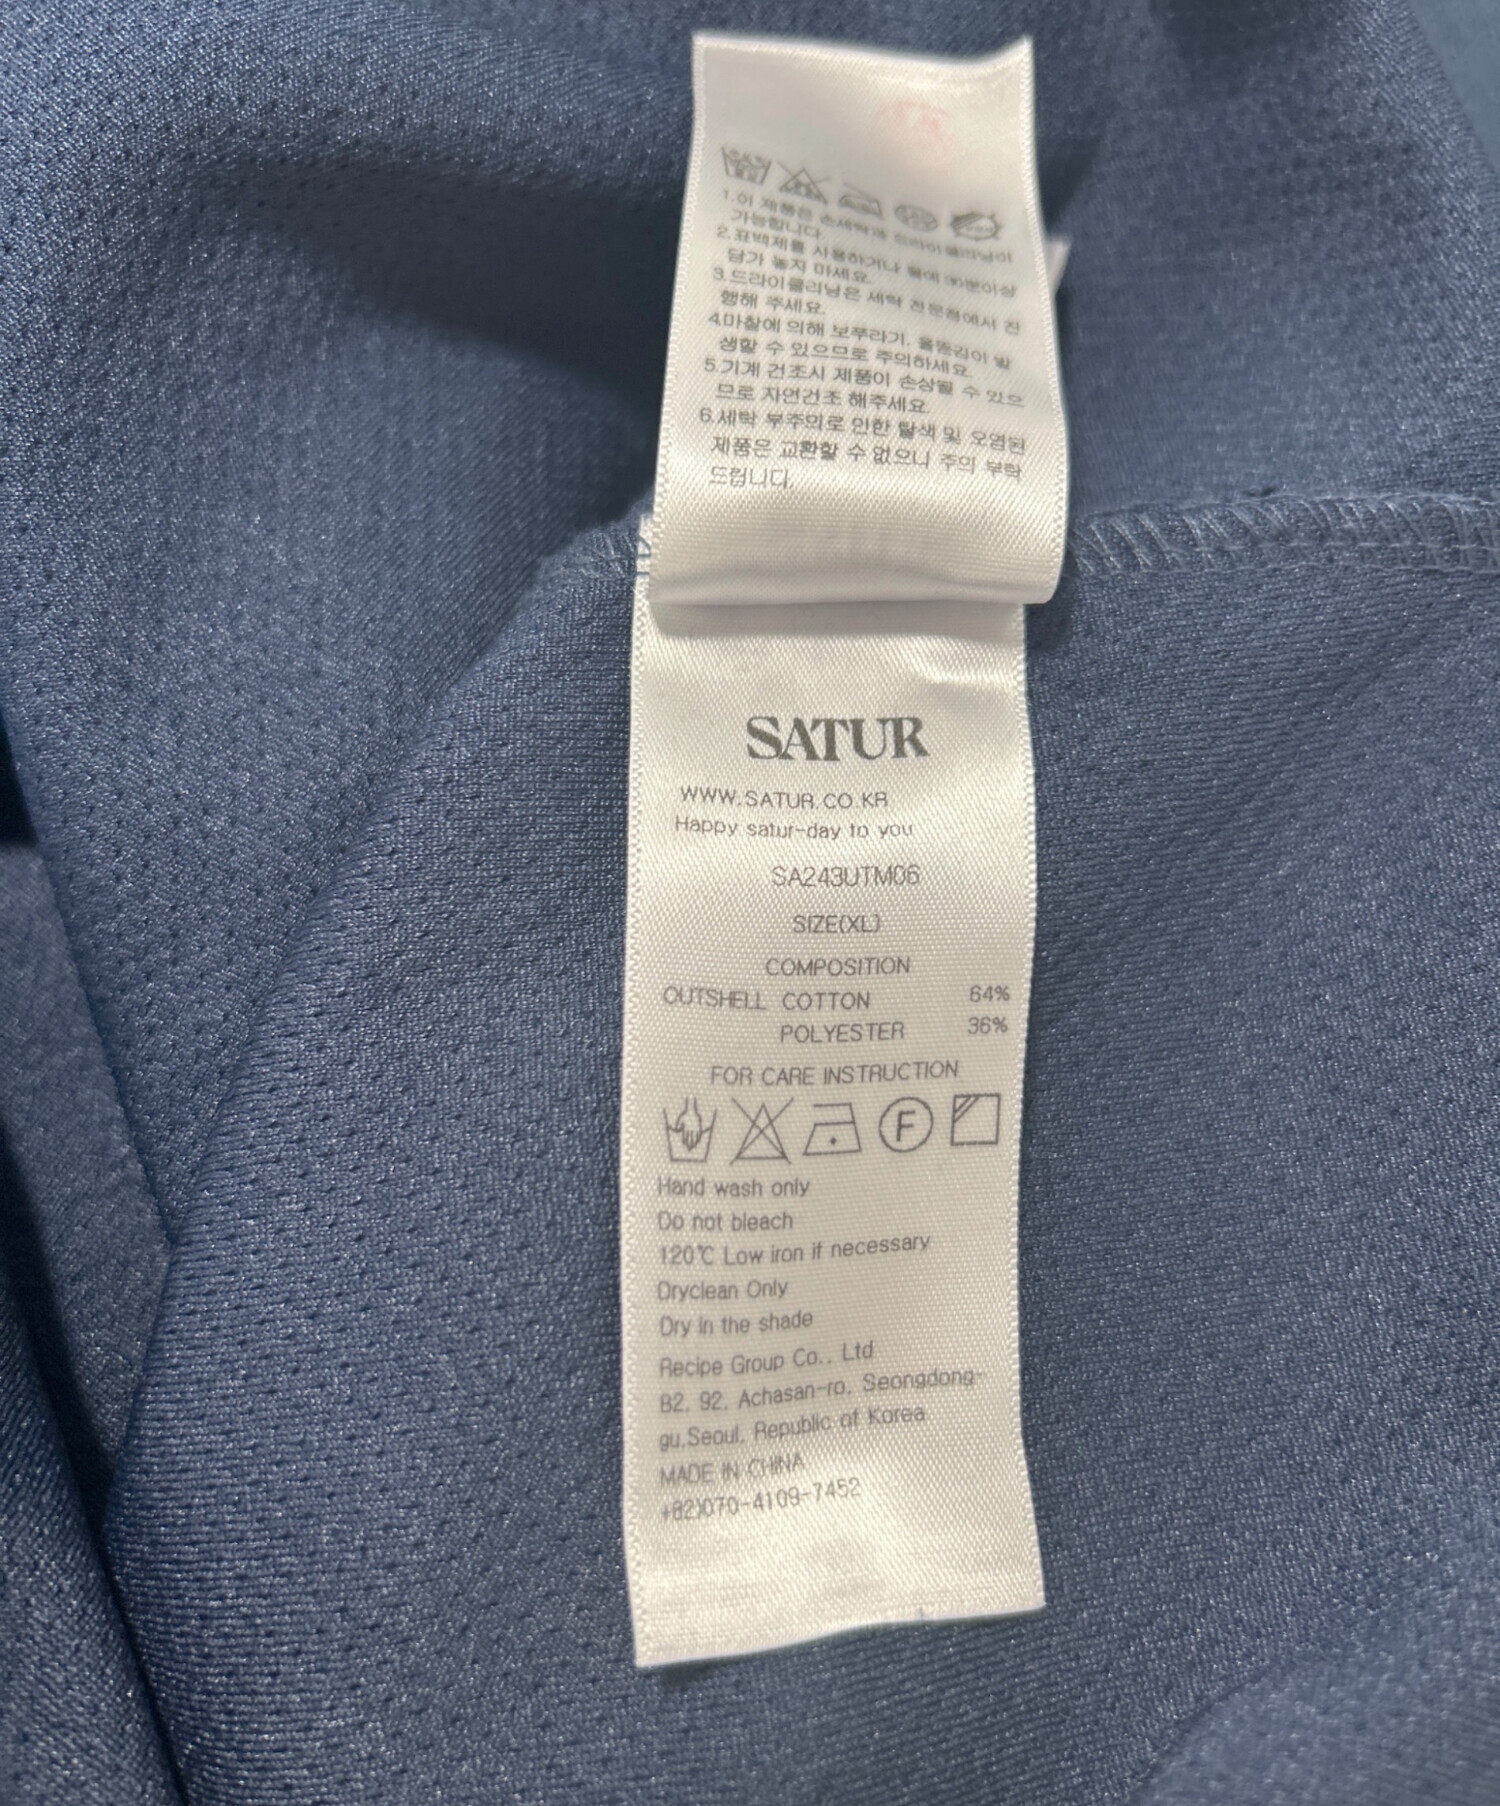 1.이 제품은 손세탁과 드라이클리닝이
가능합니다.
2.표백제를 사용하거나 물에 30분이상
담가 놓지 마세요.
3.드라이클리닝은 세탁 전문점에서 진
행해 주세요.
4.마찰에 의해 보푸라기, 올뜯김이 발
생할 수 있으므로 주의하세요.
5.기계 건조시 제품이 손상될 수 있으
므로 자연건조 해주세요.
6.세탁 부주의로 인한 탈색 및 오염된
제품은 교환할 수 없으니 주의 부탁
드립니다.
SATUR
WWW.SATUR.CO.KR
Happy satur-day to you
SA243UTM06
SIZE(XL)
COMPOSITION
OUTSHELL COTTON 64%
POLYESTER 36%
FOR CARE INSTRUCTION
F
Hand wash only
Do not bleach
120℃ Low iron if necessary
Dryclean Only
Dry in the shade
Recipe Group Co., Ltd
B2, 92, Achasan-ro, Seongdong-
gu,Seoul, Republic of Korea
MADE IN CHINA
+82)070-4109-7452